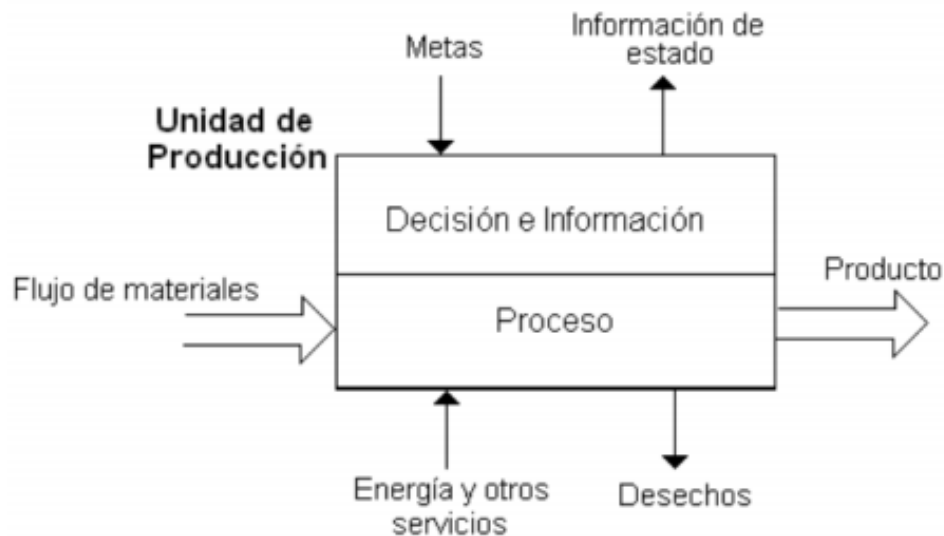 Metas
Información de
estado
Unidad de
Producción
Decisión e Información
Flujo de materiales
Proceso
Producto
Energía y otros
servicios
Desechos